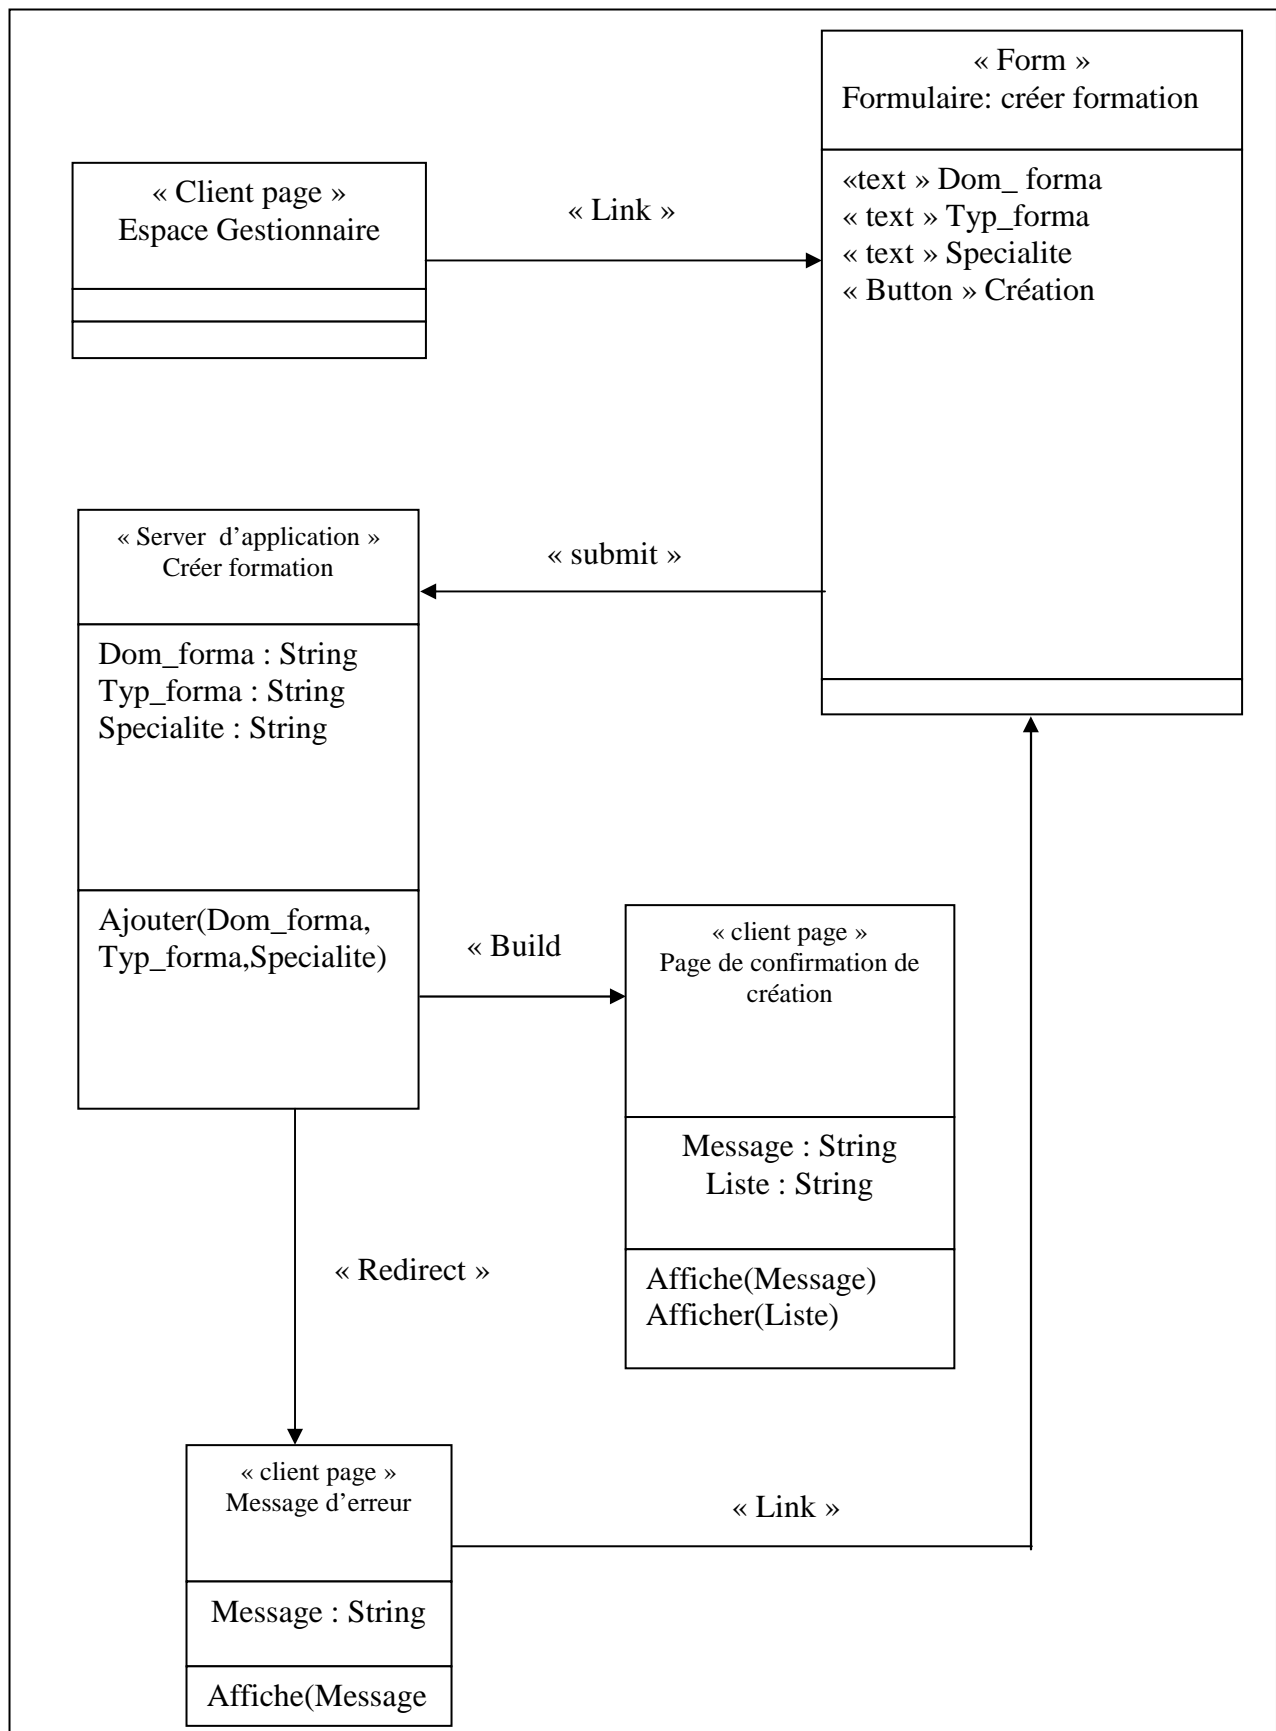 « Form »
Formulaire: créer formation
«text » Dom_ forma
« text » Typ_forma
« text » Specialite
« Button » Création
« Client page »
Espace Gestionnaire
« Link »
« Server  d’application »
Créer formation
Dom_forma : String
Typ_forma : String
Specialite : String
Ajouter(Dom_forma,
Typ_forma,Specialite)
« submit »
« Build
« client page »
Page de confirmation de
création
Message : String
Liste : String
Affiche(Message)
Afficher(Liste)
« Redirect »
« client page »
Message d’erreur
Message : String
Affiche(Message
« Link »